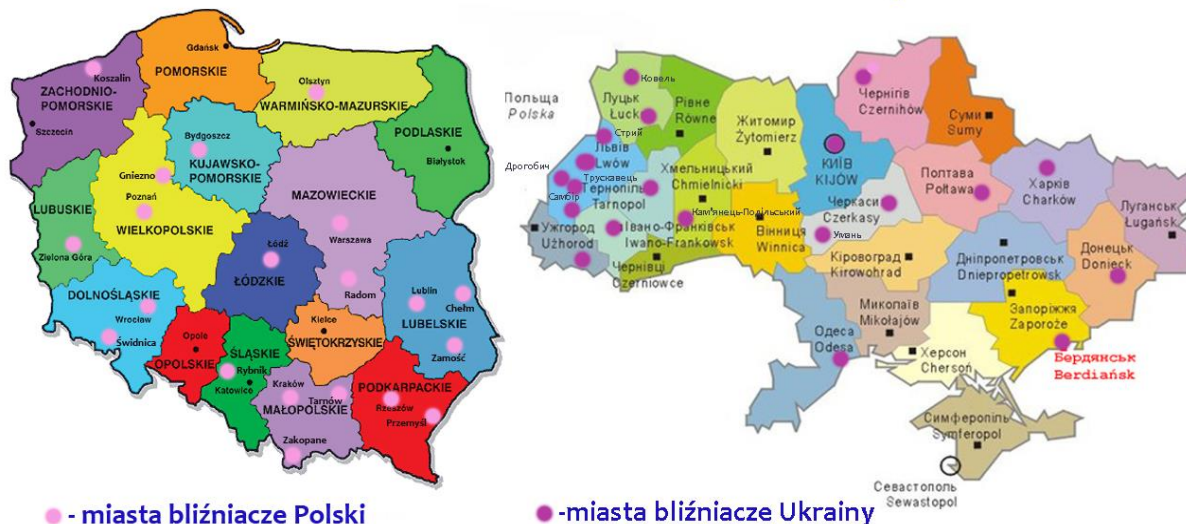 Gdańsk
Koszalin
POMORSKIE
ZACHODNIO-
POMORSKIE
Olsztyn
WARMIŃSKO-MAZURSKIE
Szczecin
Bydgoszcz
KUJAWSKO-
POMORSKIE
PODLASKIE
Białystok
Gniezno
Poznań
MAZOWIECKIE
LUBUSKIE
WIELKOPOLSKIE
Warszawa
Zielona Góra
Łódź
ŁÓDZKIE
Radom
Lublin
Chełm
DOLNOŚLĄSKIE
Wrocław
LUBELSKIE
Świdnica
Opole
OPOLSKIE
Kielce
ŚWIĘTOKRZYSKIE
Zamość
ŚLĄSKIE
Rybnik
Katowice
Kraków
Tarnów
MAŁOPOLSKIE
PODKARPACKIE
Rzeszów
Przemyśl
Zakopane
- miasta bliźniacze Polski
Польща
Polska
Ковель
Луцьк
Łuck
Рівне
Równe
Житомир
Żytomierz
Чернігів
Czernihów
Суми
Sumy
Стрий
Львів
Lwów
Дрогобич
Трускавець
Самбір
Тернопіль
Tarnopol
Хмельницький
Chmielnicki
Кам'янець-Подільський
КИЇВ
KIJÓW
Полтава
Połtawa
Харків
Charków
Луганськ
Ługańsk
Ужгород
Użhorod
Івано-Франківськ
Iwano-Frankowsk
Вінниця
Winnica
Черкаси
Czerkasy
Умань
Чернівці
Czerniowce
Кіровоград
Kirowohrad
Дніпропетровськ
Dniepropetrowsk
Донецьк
Donieck
Миколаїв
Mikołajów
Запоріжжя
Zaporoże
Одеса
Odesa
Херсон
Chersoń
Бердянськ
Berdiańsk
Симферопіль
Symferopol
Севастополь
Sewastopol
-miasta bliźniacze Ukrainy